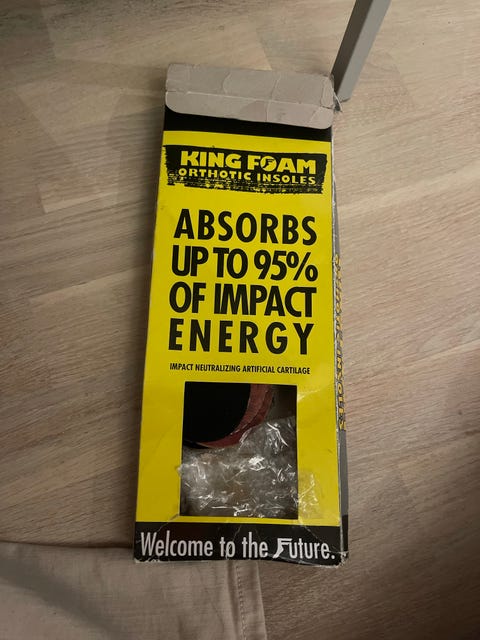 KING FOAM
ORTHOTIC INSOLES
ABSORBS
UP TO 95%
OF IMPACT
ENERGY
IMPACT NEUTRALIZING ARTIFICIAL CARTILAGE
Welcome to the Future.